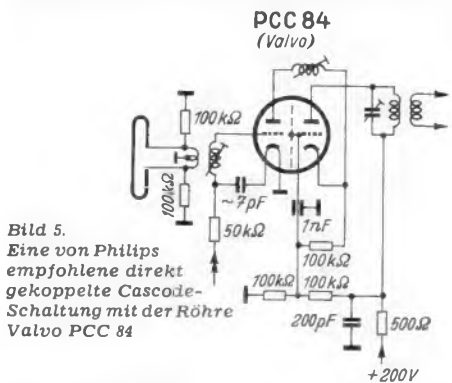 PCC 84
(Valvo)
100kΩ
100kΩ
~7pF
50kΩ
1nF
100kΩ
100kΩ
100kΩ
200pF
500Ω
+200V
Bild 5.
Eine von Philips
empfohlene direkt
gekoppelte Cascode-
Schaltung mit der Röhre
Valvo PCC 84